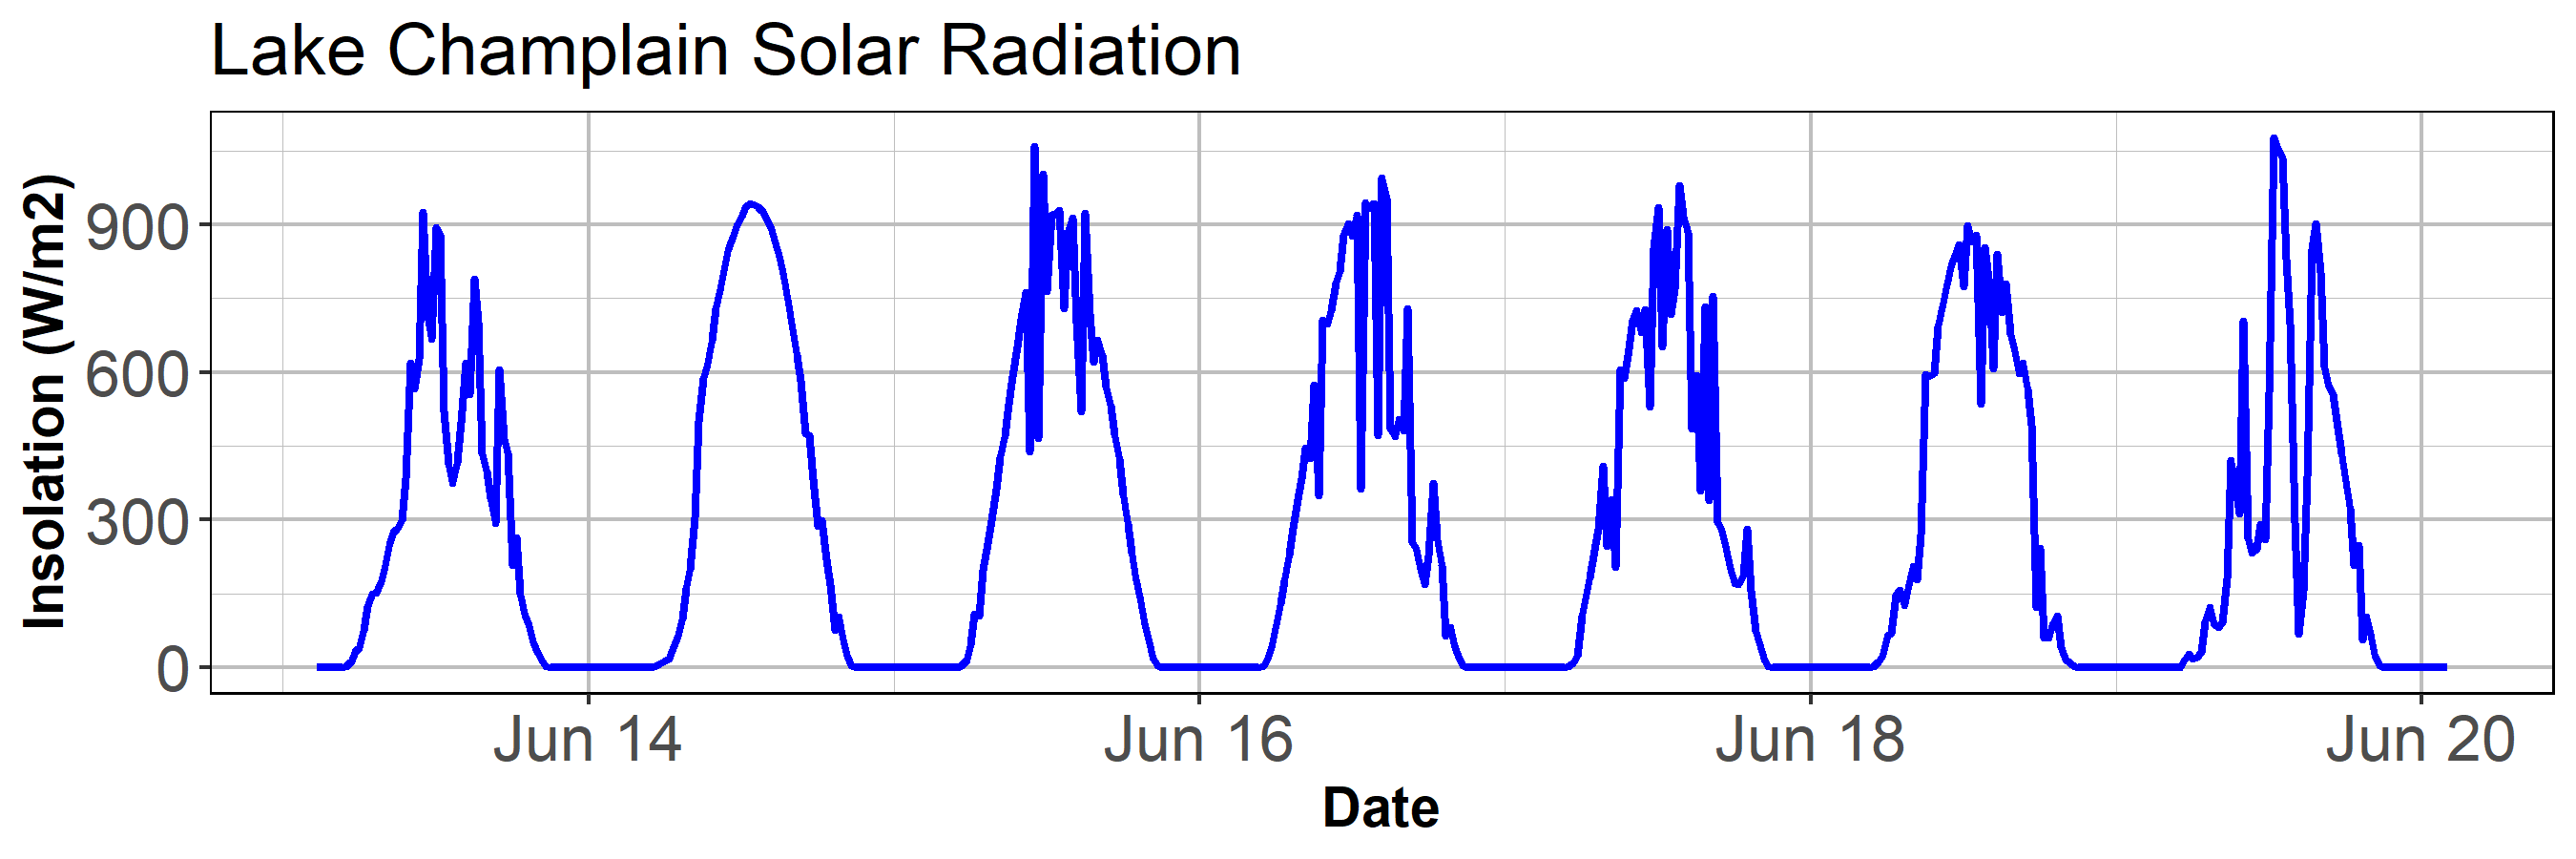 Lake Champlain Solar Radiation
Insolation (W/m2)
900
600
300
0
Jun 14 Jun 16 Jun 18 Jun 20
Date